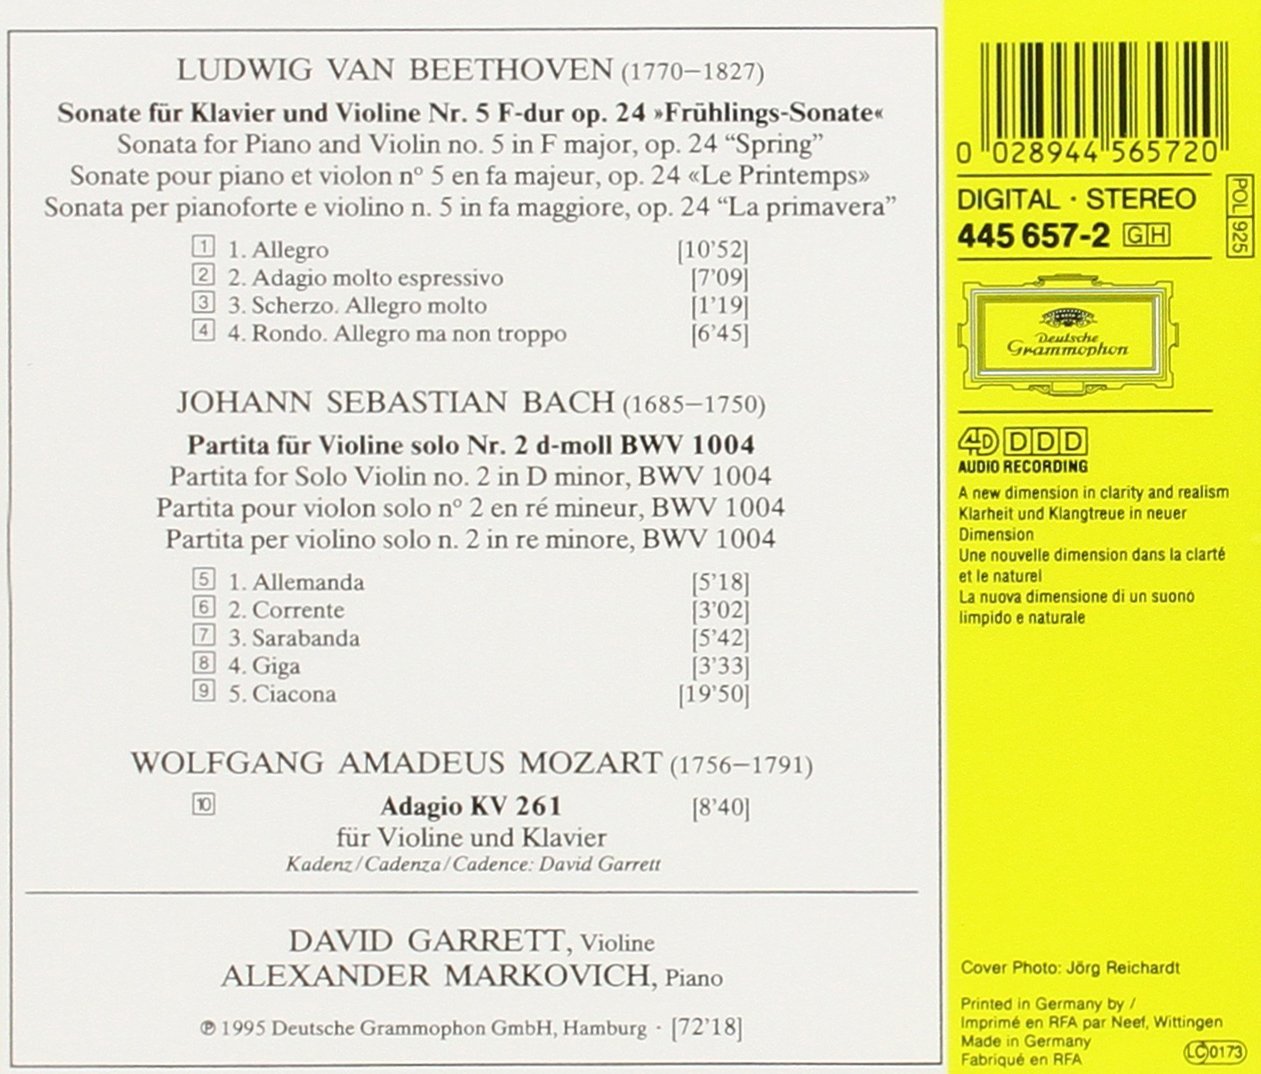 LUDWIG VAN BEETHOVEN (1770–1827)
Sonate für Klavier und Violine Nr. 5 F-dur op. 24 »Frühlings-Sonate«
Sonata for Piano and Violin no. 5 in F major, op. 24 “Spring”
Sonate pour piano et violon nº 5 en fa majeur, op. 24 «Le Printemps»
Sonata per pianoforte e violino n. 5 in fa maggiore, op. 24 “La primavera”
1 1. Allegro [10'52]
2 2. Adagio molto espressivo [7'09]
3 3. Scherzo. Allegro molto [1'19]
4 4. Rondo. Allegro ma non troppo [6'45]
JOHANN SEBASTIAN BACH (1685–1750)
Partita für Violine solo Nr. 2 d-moll BWV 1004
Partita for Solo Violin no. 2 in D minor, BWV 1004
Partita pour violon solo nº 2 en ré mineur, BWV 1004
Partita per violino solo n. 2 in re minore, BWV 1004
5 1. Allemanda [5'18]
6 2. Corrente [3'02]
7 3. Sarabanda [5'42]
8 4. Giga [3'33]
9 5. Ciacona [19'50]
WOLFGANG AMADEUS MOZART (1756–1791)
10 Adagio KV 261 [8'40]
für Violine und Klavier
Kadenz/Cadenza/Cadence: David Garrett
DAVID GARRETT, Violine
ALEXANDER MARKOVICH, Piano
℗ 1995 Deutsche Grammophon GmbH, Hamburg · [72'18]
0 028944 565720
DIGITAL · STEREO
445 657-2 GH
POL 925
Deutsche
Grammophon
4D DDD
AUDIO RECORDING
A new dimension in clarity and realism
Klarheit und Klangtreue in neuer
Dimension
Une nouvelle dimension dans la clarté
et le naturel
La nuova dimensione di un suono
limpido e naturale
Cover Photo: Jörg Reichardt
Printed in Germany by /
Imprimé en RFA par Neef, Wittingen
Made in Germany
Fabriqué en RFA
LC 0173